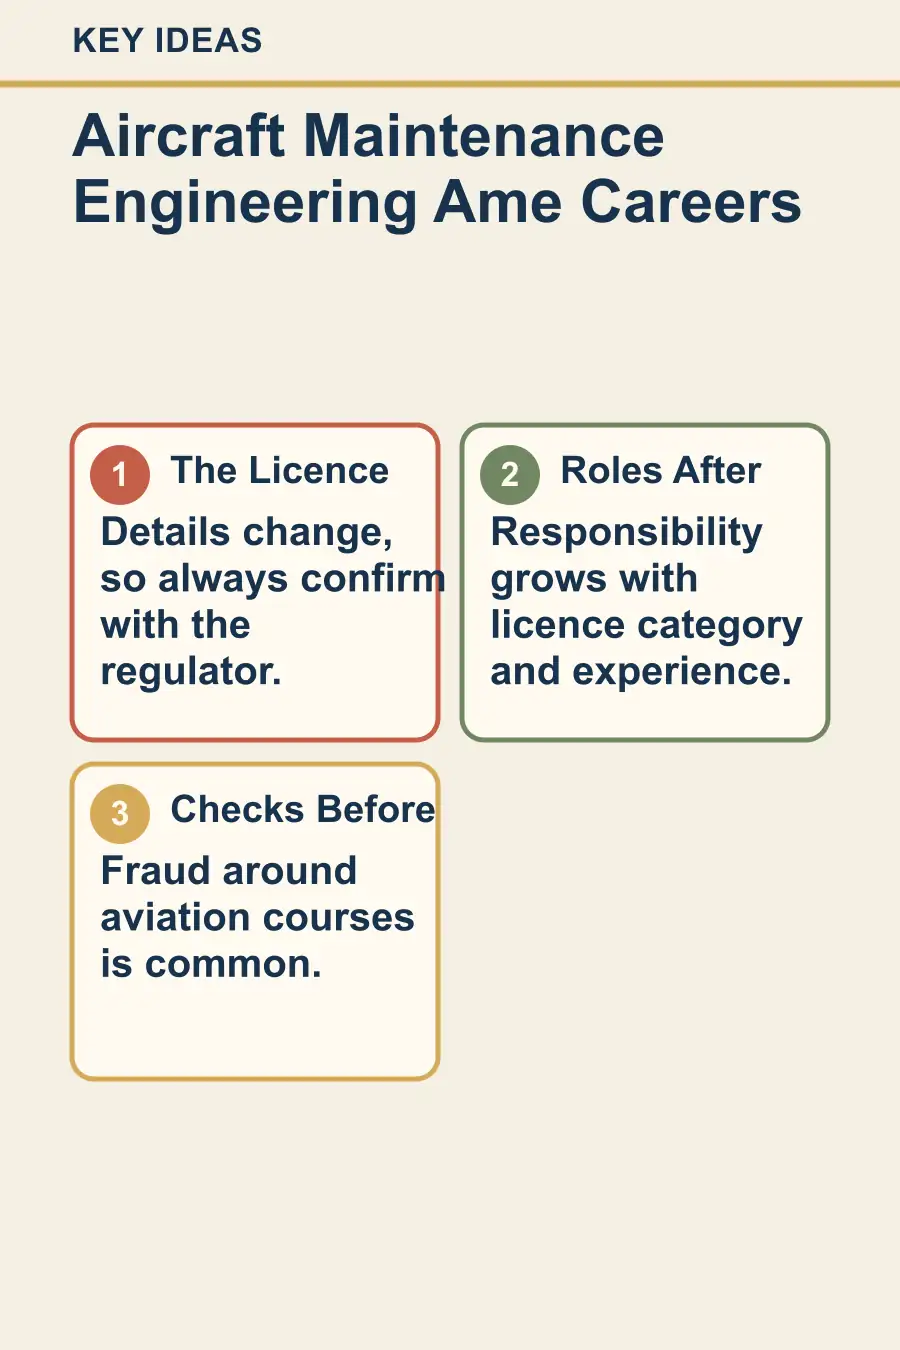 KEY IDEAS
Aircraft Maintenance
Engineering Ame Careers
1 The Licence
Details change,
so always confirm
with the
regulator.
2 Roles After
Responsibility
grows with
licence category
and experience.
3 Checks Before
Fraud around
aviation courses
is common.